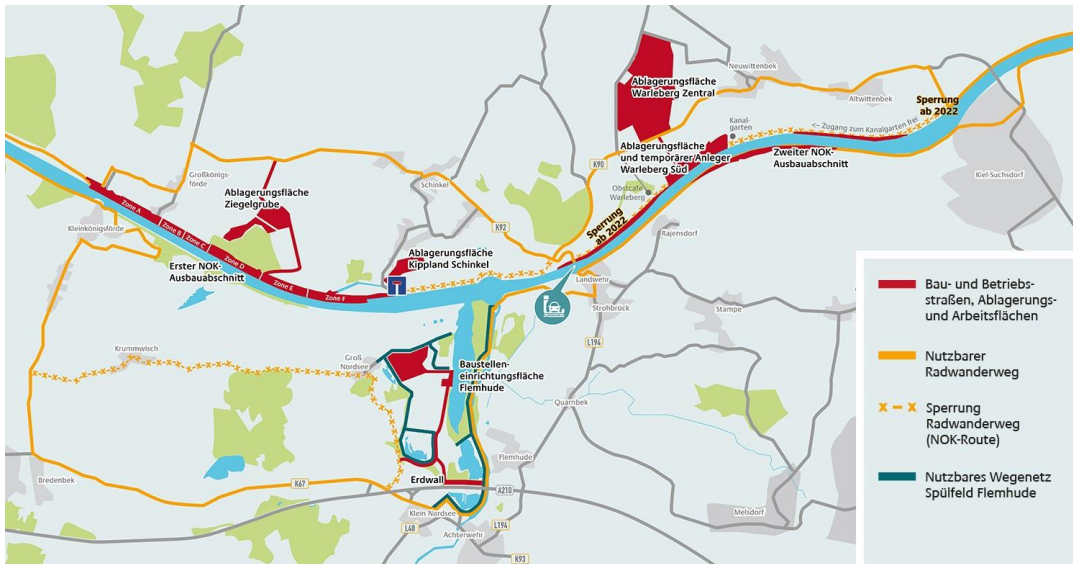 Ablagerungsfläche
Warleberg Zentral
Neuwittenbek
Altwittenbek
Sperrung
ab 2022
<- Zugang zum Kanalgarten frei
Kanal-
garten
Ablagerungsfläche
und temporärer Anleger
Warleberg Süd
Zweiter NOK-
Ausbauabschnitt
K90
Kiel-Suchsdorf
Großkönigs-
förde
Schinkel
Ablagerungsfläche
Ziegelgrube
Obstcafe
Warleberg
Zone A
Zone B
Zone C
Zone D
Zone E
Zone F
Kleinkönigsförde
K92
Sperrung
ab 2022
Rajensdorf
Erster NOK-
Ausbauabschnitt
Ablagerungsfläche
Kippland Schinkel
Landwehr
Strohbrück
Stampe
L194
Krummwisch
Groß
Nordsee
Baustellen-
einrichtungsfläche
Flemhude
Quarnbek
Flemhude
Bredenbek
K67
Erdwall
A210
Klein Nordsee
L48
L194
Achterwehr
K93
Melsdorf
Bau- und Betriebs-
straßen, Ablagerungs-
und Arbeitsflächen
Nutzbarer
Radwanderweg
Sperrung
Radwanderweg
(NOK-Route)
Nutzbares Wegenetz
Spülfeld Flemhude